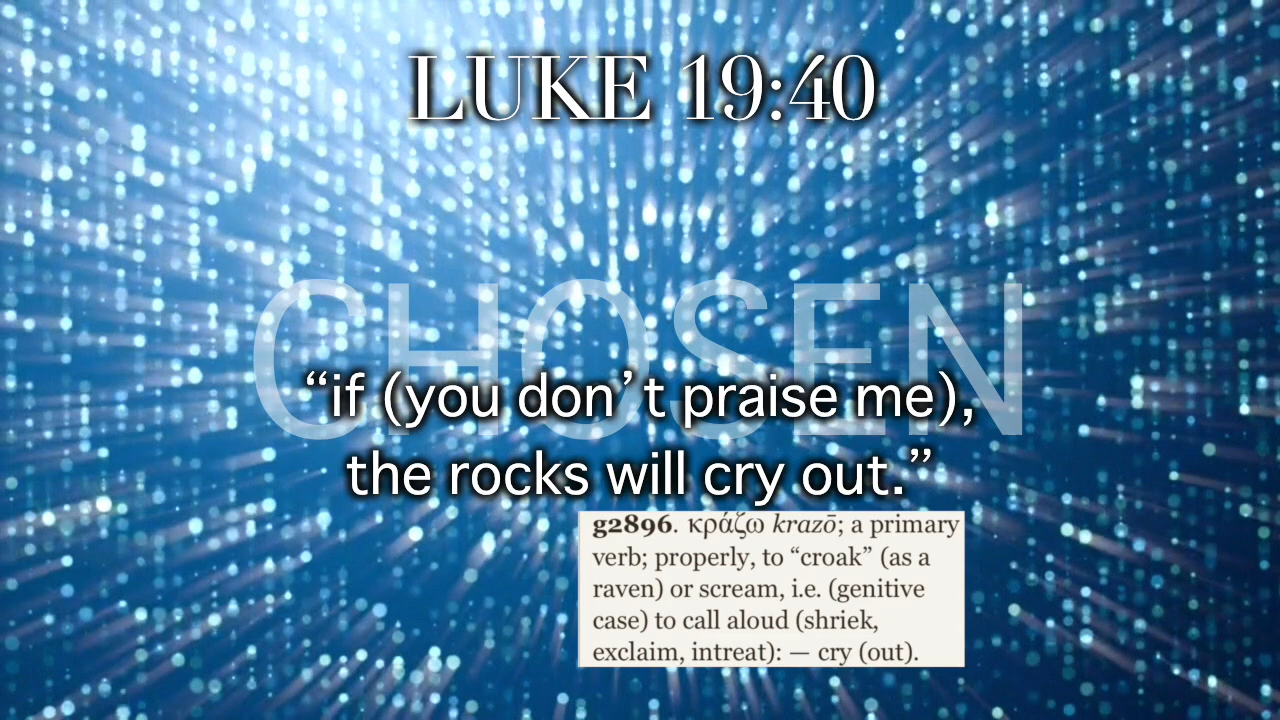 LUKE 19:40
CHOSEN
“if (you don’t praise me),
the rocks will cry out.”
g2896. κράζω krazō; a primary
verb; properly, to “croak” (as a
raven) or scream, i.e. (genitive
case) to call aloud (shriek,
exclaim, intreat): — cry (out).